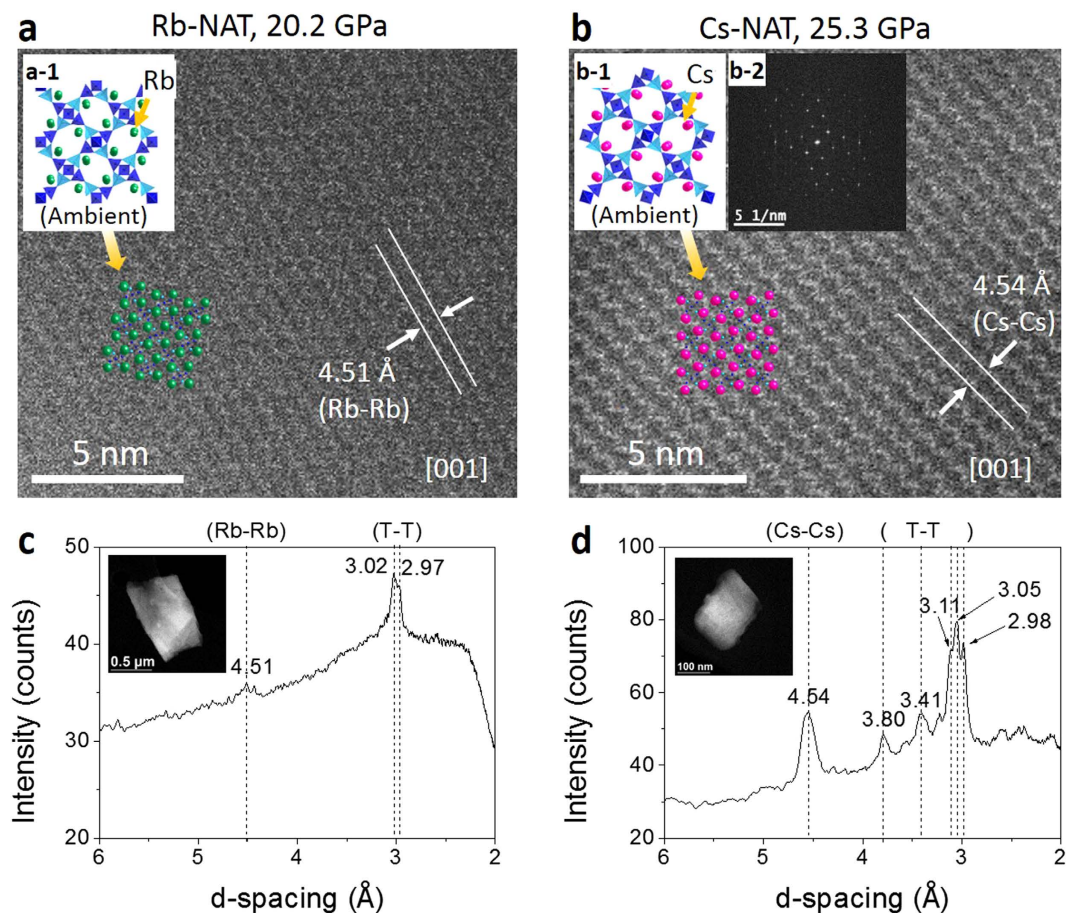 a
Rb-NAT, 20.2 GPa
a-1
Rb
(Ambient)
4.51 Å
(Rb-Rb)
5 nm
[001]
b
Cs-NAT, 25.3 GPa
b-1
Cs
(Ambient)
b-2
5 1/nm
4.54 Å
(Cs-Cs)
5 nm
[001]
c
(Rb-Rb)
(T-T)
50
40
30
20
Intensity (counts)
3.02
2.97
4.51
0.5 µm
6
5
4
3
2
d-spacing (Å)
d
(Cs-Cs)
( T-T )
100
80
60
40
20
Intensity (counts)
3.11
3.05
2.98
4.54
3.80
3.41
100 nm
6
5
4
3
2
d-spacing (Å)